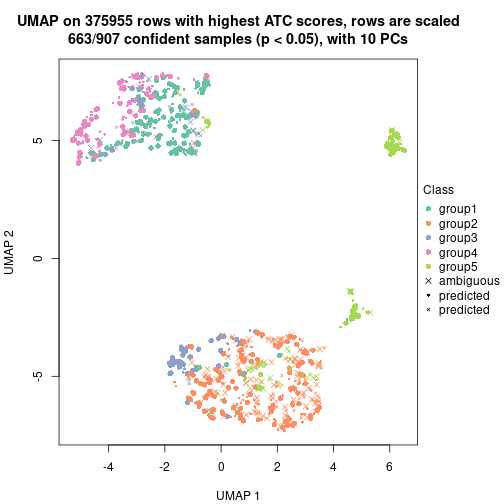 UMAP on 375955 rows with highest ATC scores, rows are scaled
663/907 confident samples (p < 0.05), with 10 PCs
5
0
-5
UMAP 2
-4
-2
0
2
4
6
UMAP 1
Class
group1
group2
group3
group4
group5
ambiguous
predicted
predicted